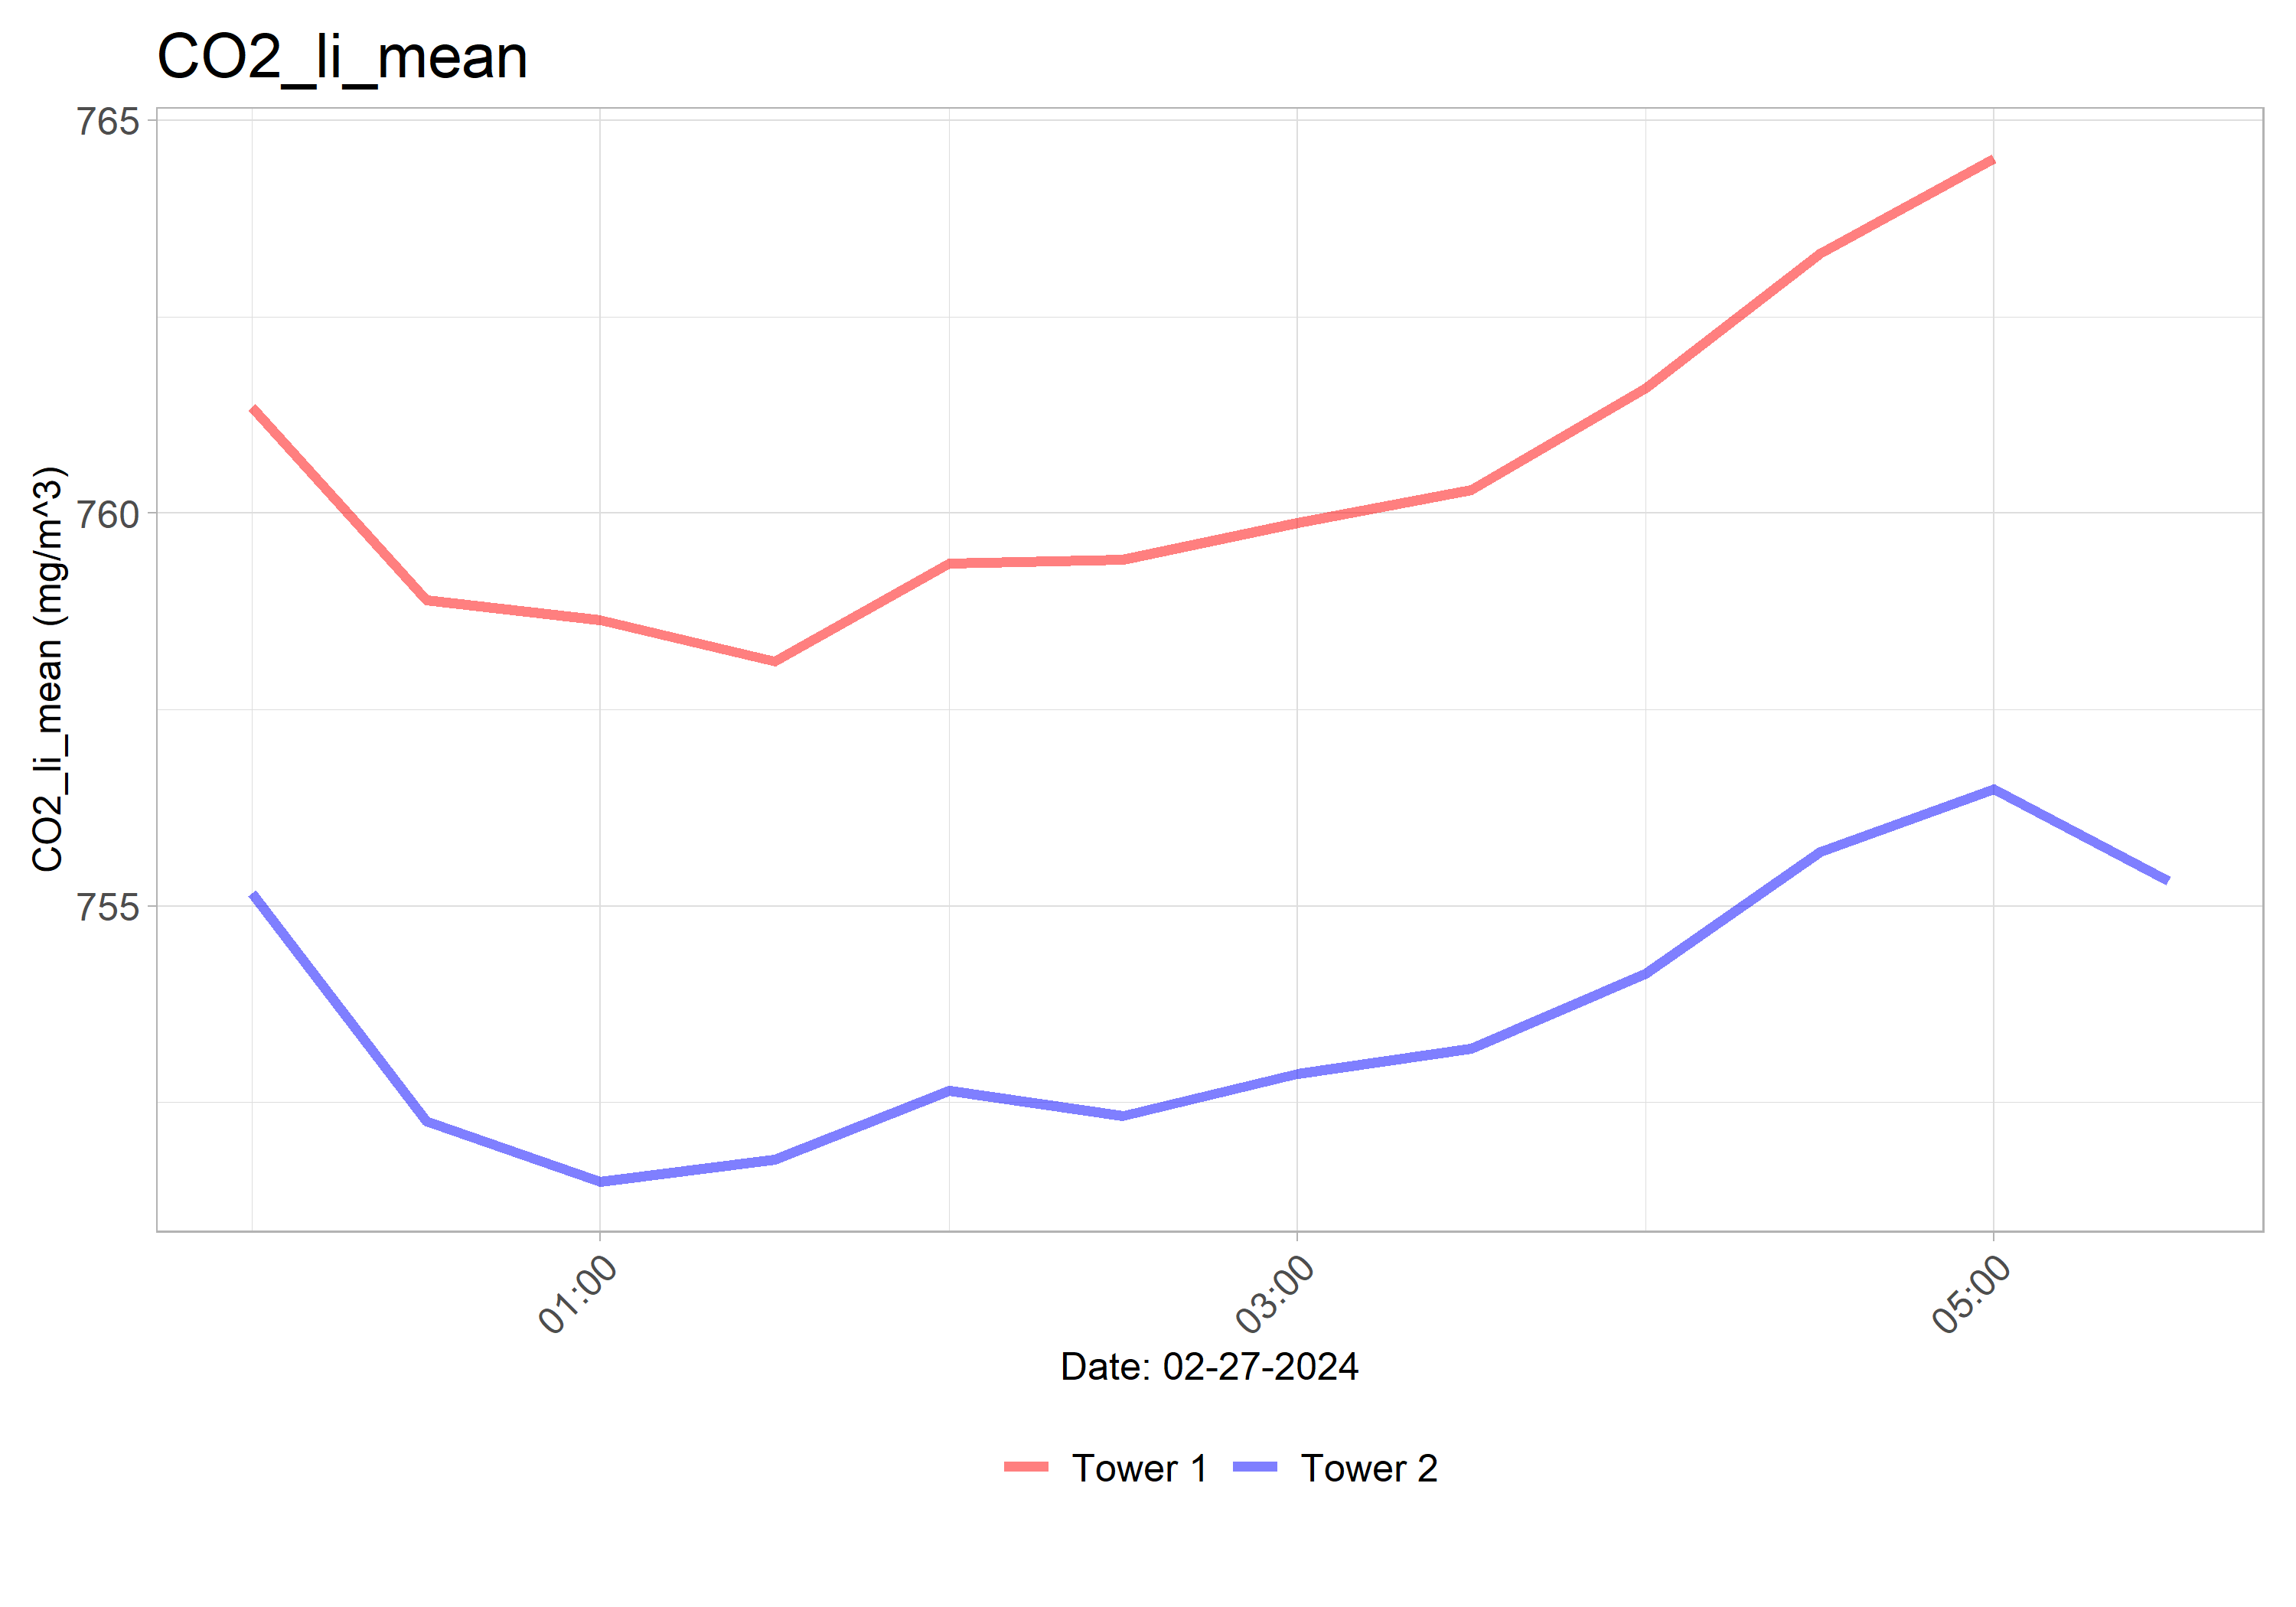 CO2_li_mean
765
760
755
CO2_li_mean (mg/m^3)
01:00
03:00
05:00
Date: 02-27-2024
Tower 1
Tower 2